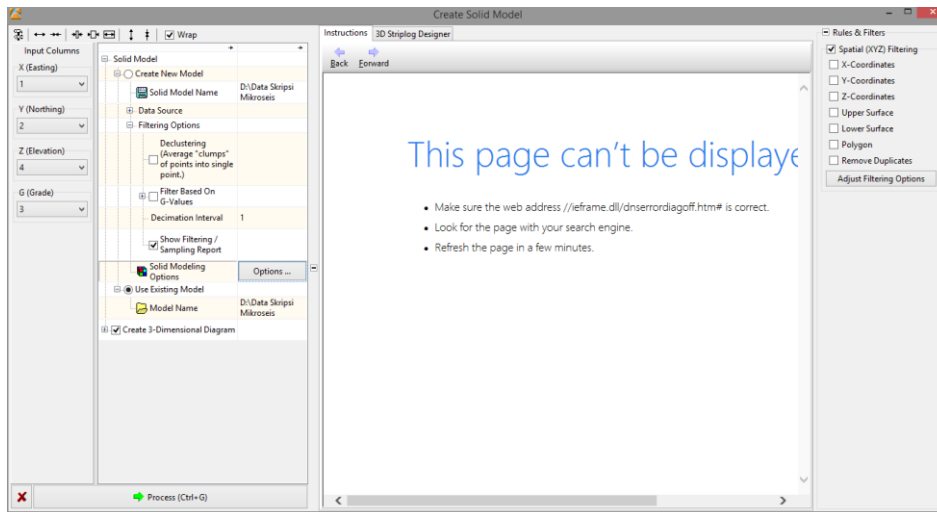 Create Solid Model
Wrap
Input Columns
X (Easting)
1
Y (Northing)
2
Z (Elevation)
4
G (Grade)
3
Solid Model
Create New Model
Solid Model Name
D:\Data Skripsi
Mikroseis
Data Source
Filtering Options
Declustering
(Average "clumps"
of points into single
point.)
Filter Based On
G-Values
Decimation Interval
1
Show Filtering /
Sampling Report
Solid Modeling
Options
Options ...
Use Existing Model
Model Name
D:\Data Skripsi
Mikroseis
Create 3-Dimensional Diagram
Process (Ctrl+G)
Instructions
3D Striplog Designer
Back
Forward
This page can't be displaye
Make sure the web address //ieframe.dll/dnserrordiagoff.htm# is correct.
Look for the page with your search engine.
Refresh the page in a few minutes.
Rules & Filters
Spatial (XYZ) Filtering
X-Coordinates
Y-Coordinates
Z-Coordinates
Upper Surface
Lower Surface
Polygon
Remove Duplicates
Adjust Filtering Options